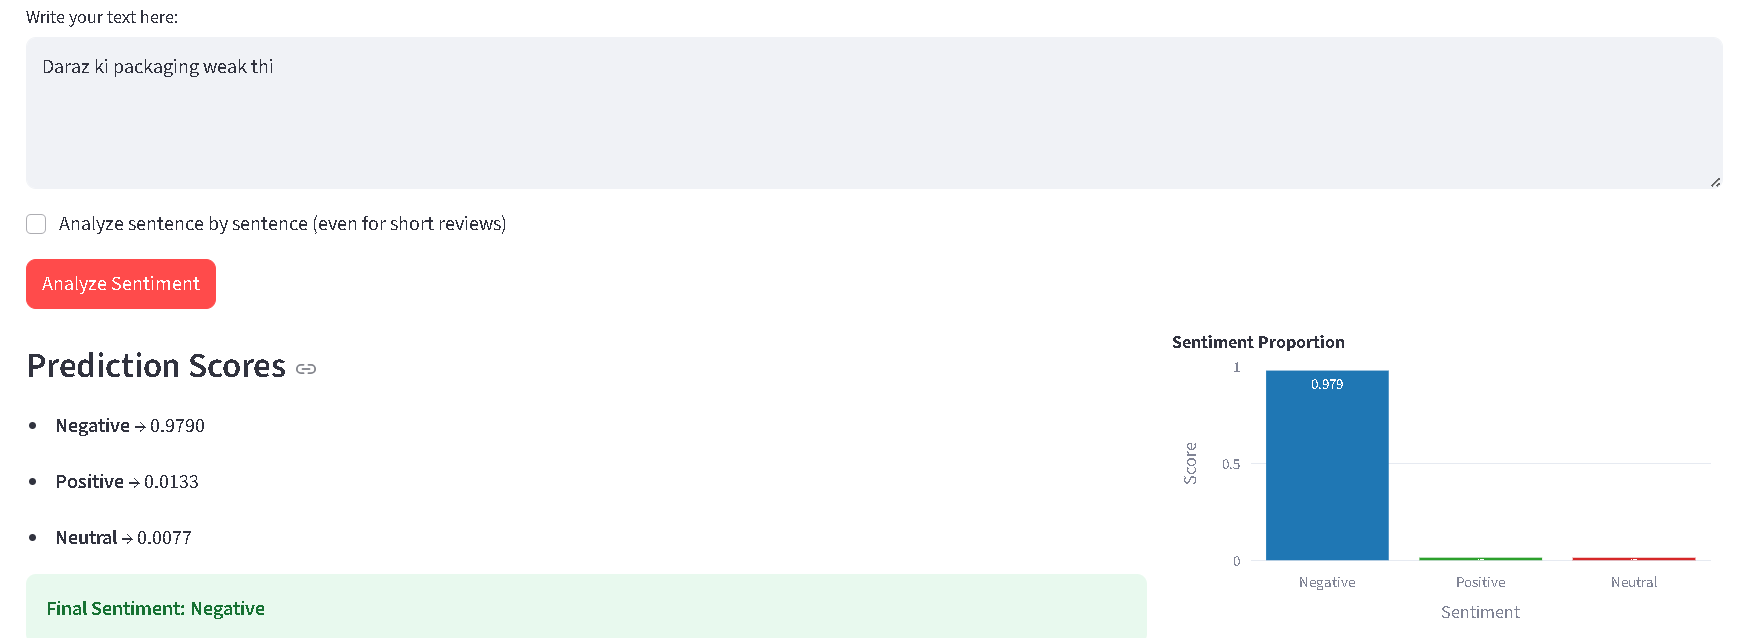 Write your text here:
Daraz ki packaging weak thi
Analyze sentence by sentence (even for short reviews)
Analyze Sentiment
Prediction Scores
• Negative → 0.9790
• Positive → 0.0133
• Neutral → 0.0077
Final Sentiment: Negative
Sentiment Proportion
1
0.979
0.5
0
Score
Negative Positive Neutral
Sentiment